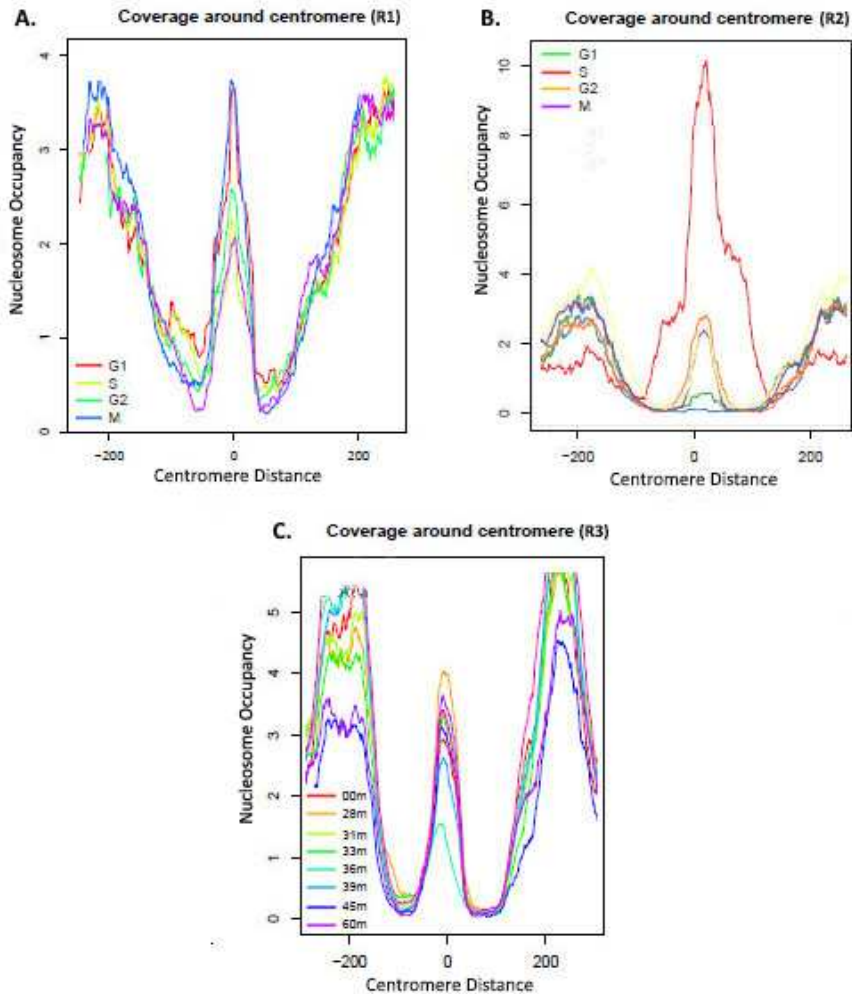 A.
Coverage around centromere (R1)
Nucleosome Occupancy
4
3
2
1
0
G1
S
G2
M
−200
0
200
Centromere Distance
B.
Coverage around centromere (R2)
Nucleosome Occupancy
10
8
6
4
2
0
G1
S
G2
M
−200
0
200
Centromere Distance
C.
Coverage around centromere (R3)
Nucleosome Occupancy
5
4
3
2
1
0
00m
28m
31m
33m
36m
39m
45m
60m
−200
0
200
Centromere Distance